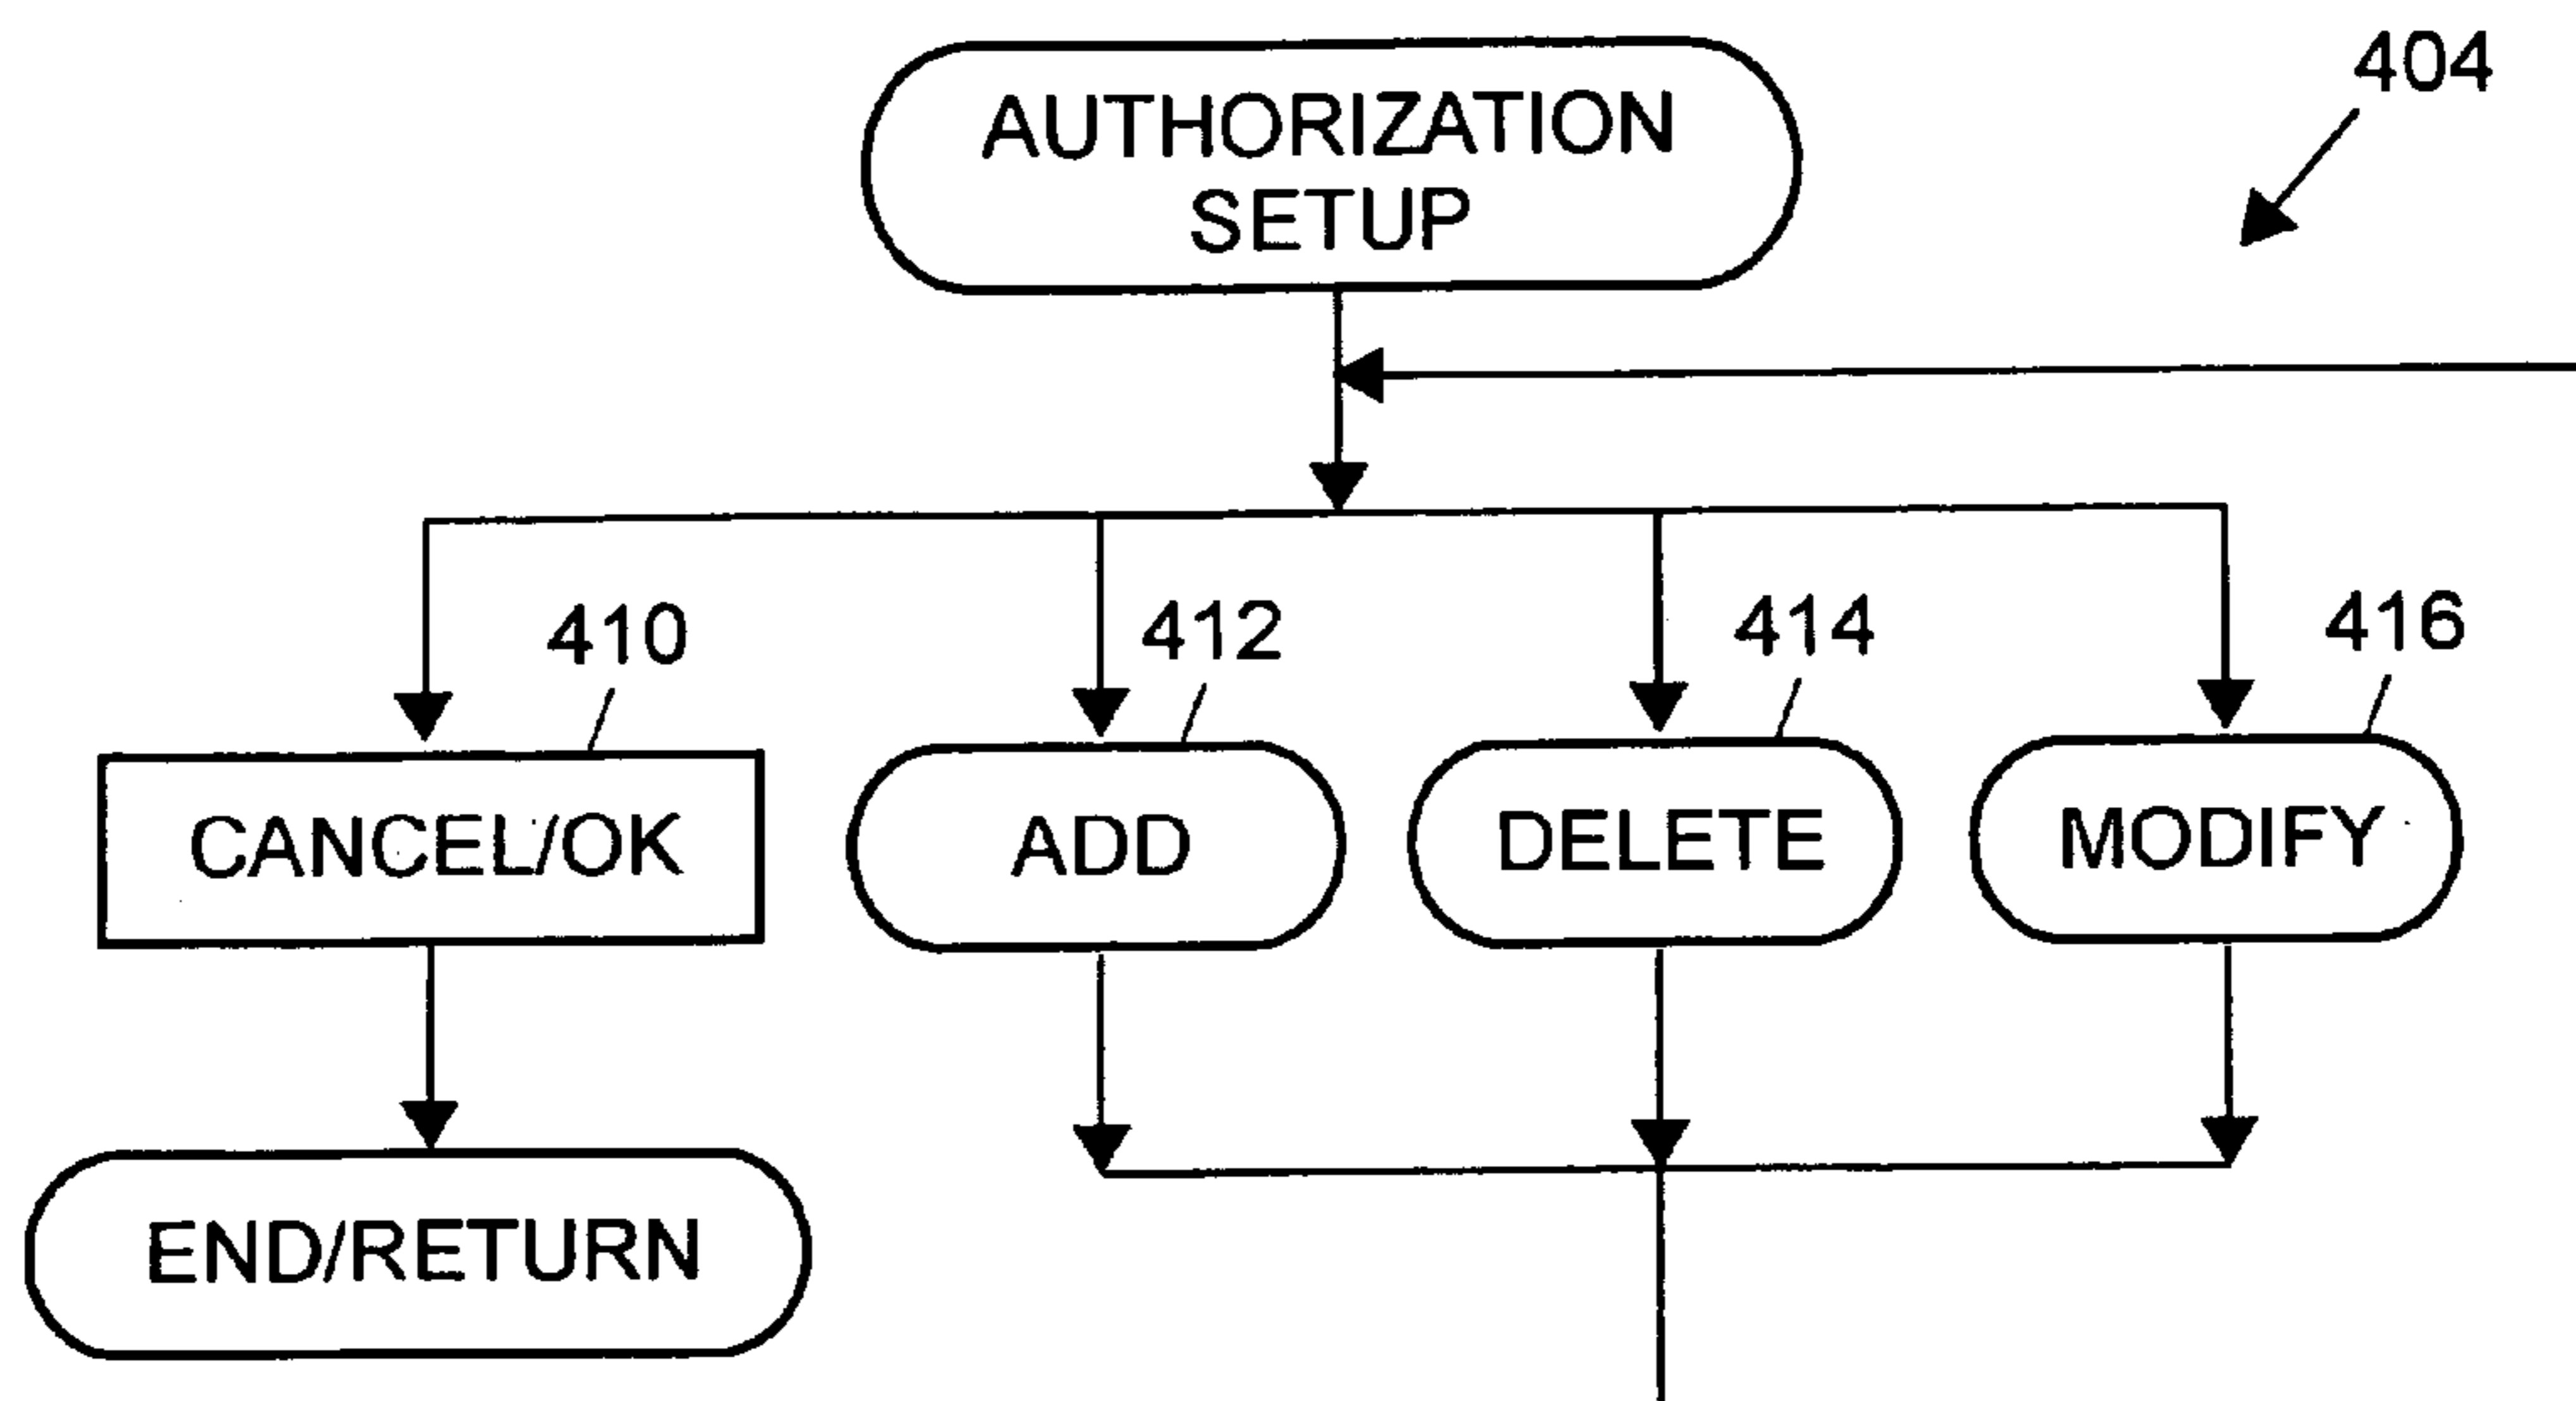 AUTHORIZATION
SETUP
404
410
412
414
416
CANCEL/OK
ADD
DELETE
MODIFY
END/RETURN